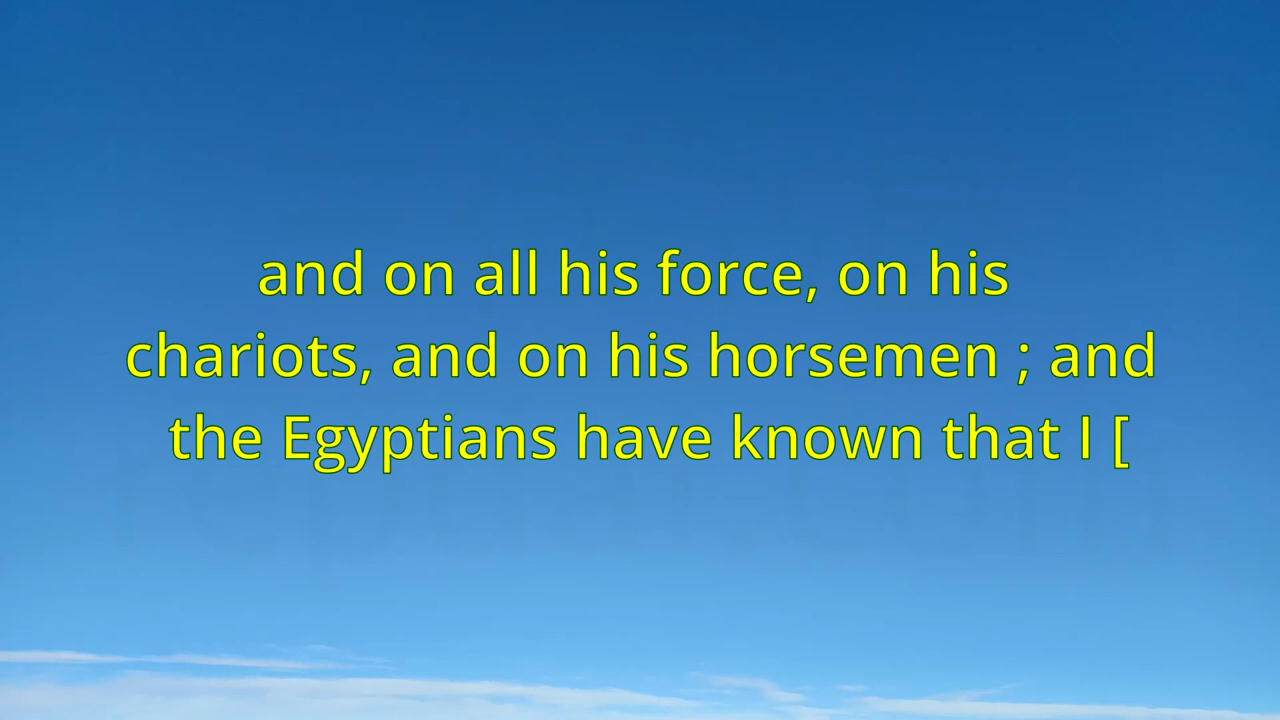 and on all his force, on his
chariots, and on his horsemen ; and
the Egyptians have known that I [